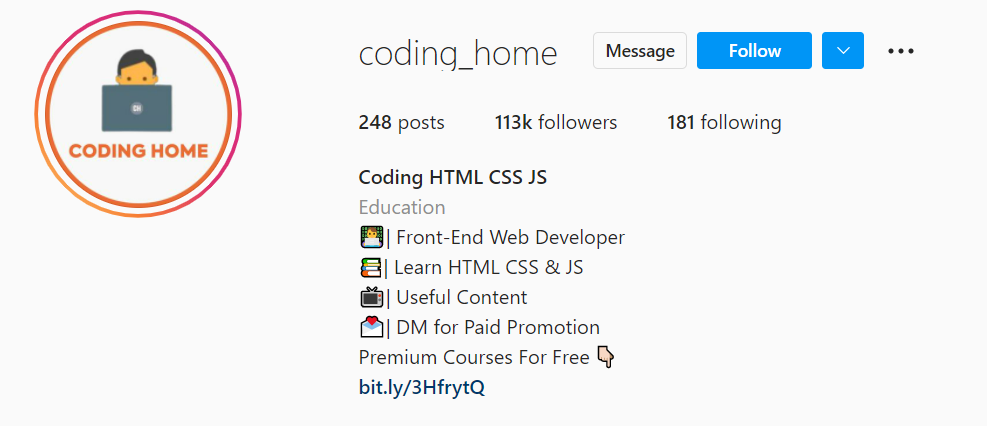 coding_home Message Follow
248 posts 113k followers 181 following
CODING HOME
Coding HTML CSS JS
Education
👨‍💻| Front-End Web Developer
📚| Learn HTML CSS & JS
📺| Useful Content
💌| DM for Paid Promotion
Premium Courses For Free 👇🏻
bit.ly/3HfrytQ